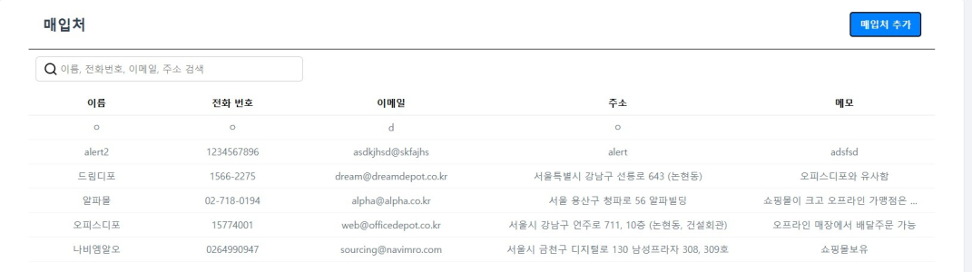 매입처
매입처 추가
이름, 전화번호, 이메일, 주소 검색
이름 전화 번호 이메일 주소 메모
ㅇ ㅇ d ㅇ
alert2 1234567896 asdkjhsd@skfajhs alert adsfsd
드림디포 1566-2275 dream@dreamdepot.co.kr 서울특별시 강남구 선릉로 643 (논현동) 오피스디포와 유사함
알파몰 02-718-0194 alpha@alpha.co.kr 서울 용산구 청파로 56 알파빌딩 쇼핑몰이 크고 오프라인 가맹점은 ...
오피스디포 15774001 web@officedepot.co.kr 서울시 강남구 언주로 711, 10층 (논현동, 건설회관) 오프라인 매장에서 배달주문 가능
나비엠알오 0264990947 sourcing@navimro.com 서울시 금천구 디지털로 130 남성프라자 308, 309호 쇼핑몰보유